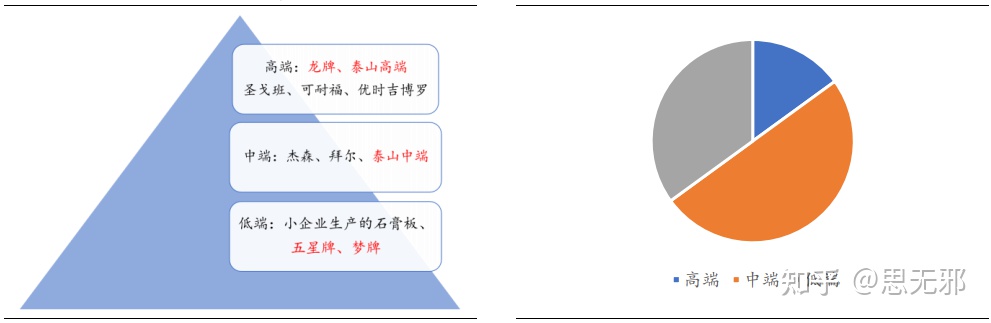 高端：龙牌、泰山高端
圣戈班、可耐福、优时吉博罗
中端：杰森、拜尔、泰山中端
低端：小企业生产的石膏板、
五星牌、梦牌
高端 中端 低端
知乎 @思无邪